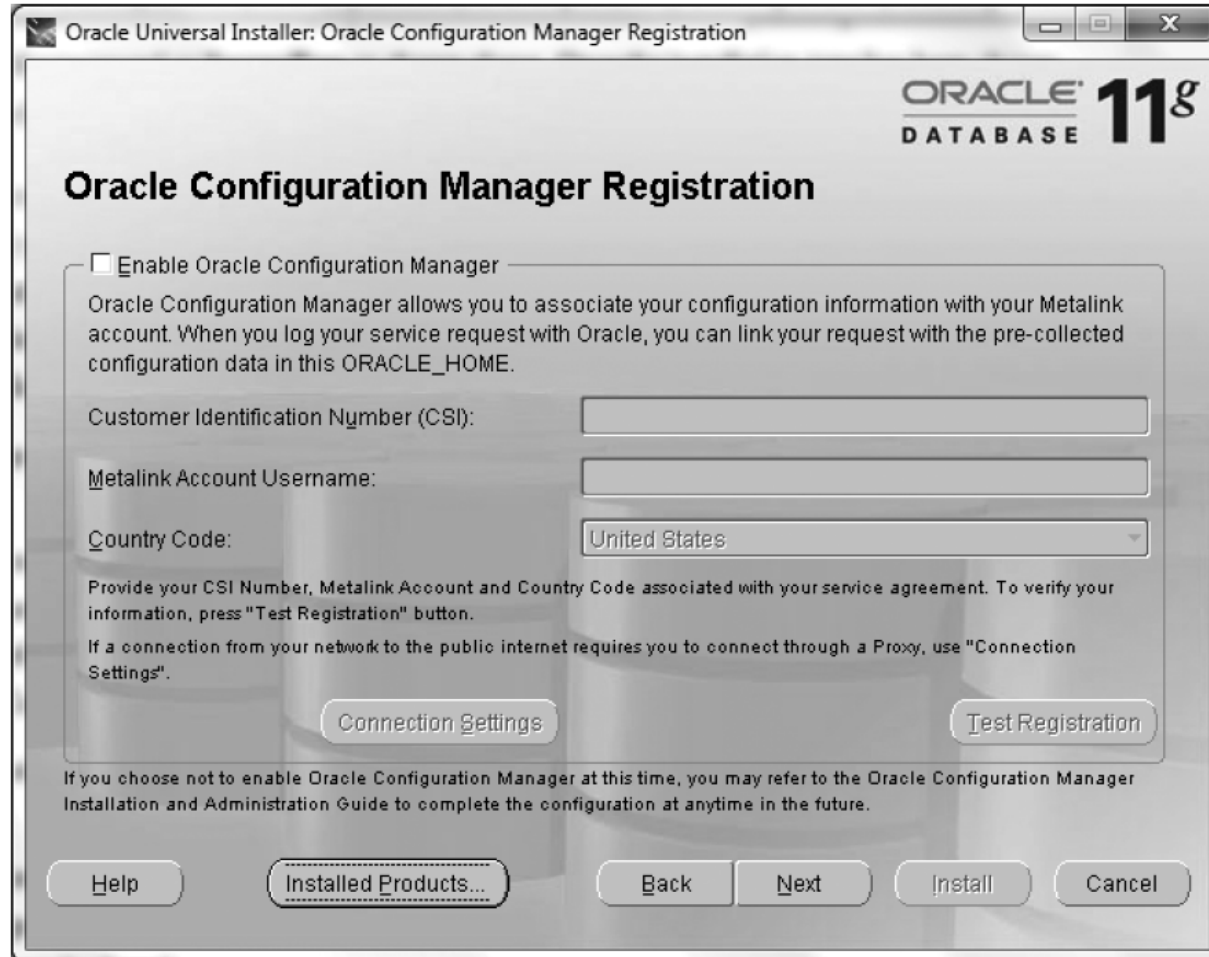 Oracle Universal Installer: Oracle Configuration Manager Registration
ORACLE
DATABASE
11g
Oracle Configuration Manager Registration
Enable Oracle Configuration Manager
Oracle Configuration Manager allows you to associate your configuration information with your Metalink
account. When you log your service request with Oracle, you can link your request with the pre-collected
configuration data in this ORACLE_HOME.
Customer Identification Number (CSI):
Metalink Account Username:
Country Code: United States
Provide your CSI Number, Metalink Account and Country Code associated with your service agreement. To verify your
information, press "Test Registration" button.
If a connection from your network to the public internet requires you to connect through a Proxy, use "Connection
Settings".
Connection Settings Test Registration
If you choose not to enable Oracle Configuration Manager at this time, you may refer to the Oracle Configuration Manager
Installation and Administration Guide to complete the configuration at anytime in the future.
Help Installed Products... Back Next Install Cancel